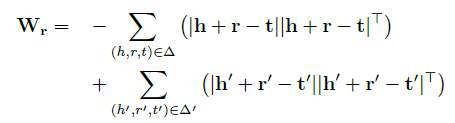 W_r = − ∑_{(h,r,t)∈Δ} (|h + r − t||h + r − t|^⊤)
+ ∑_{(h′,r′,t′)∈Δ′} (|h′ + r′ − t′||h′ + r′ − t′|^⊤)